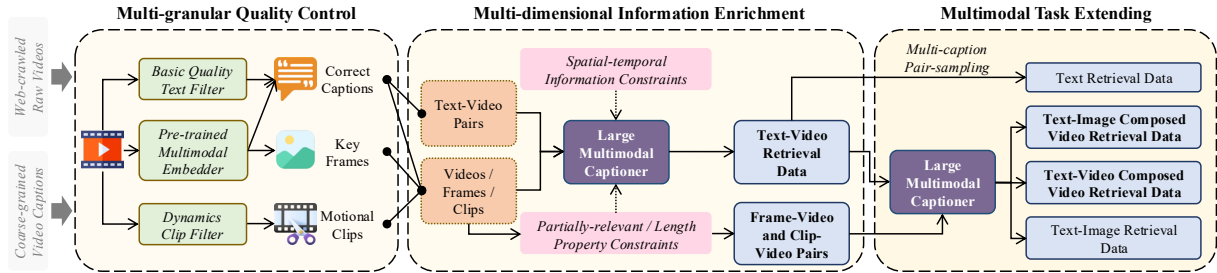 Multi-granular Quality Control
Multi-dimensional Information Enrichment
Multimodal Task Extending
Web-crawled
Raw Videos
Coarse-grained
Video Captions
Basic Quality
Text Filter
Pre-trained
Multimodal
Embedder
Dynamics
Clip Filter
Correct
Captions
Key
Frames
Motional
Clips
Text-Video
Pairs
Videos /
Frames /
Clips
Spatial-temporal
Information Constraints
Large
Multimodal
Captioner
Partially-relevant / Length
Property Constraints
Text-Video
Retrieval
Data
Frame-Video
and Clip-
Video Pairs
Multi-caption
Pair-sampling
Large
Multimodal
Captioner
Text Retrieval Data
Text-Image Composed
Video Retrieval Data
Text-Video Composed
Video Retrieval Data
Text-Image Retrieval
Data